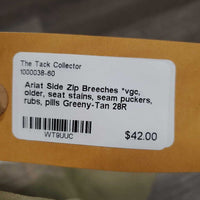 The Tack Collector
1000038-60
Ariat Side Zip Breeches *vgc,
older, seat stains, seam puckers,
rubs, pills Greeny-Tan 28R
$42.00
WT9UUC